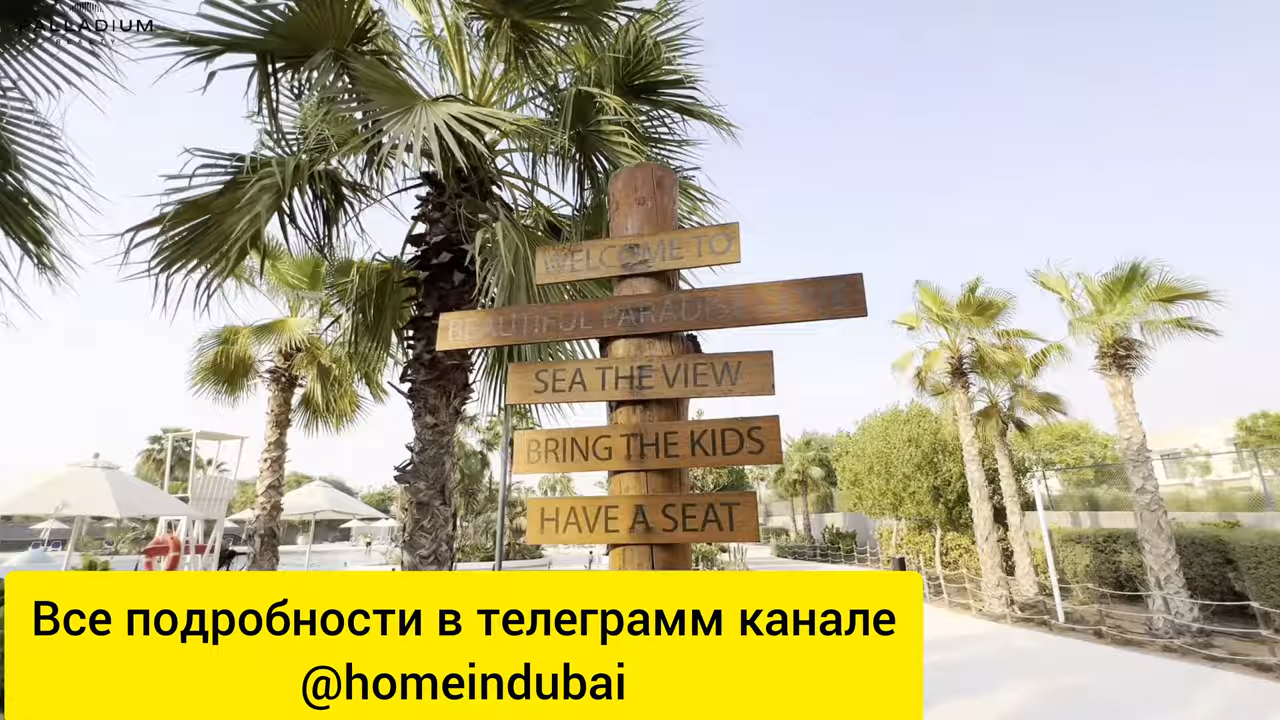 PALLADIUM
WELCOME TO
BEAUTIFUL PARADISE
SEA THE VIEW
BRING THE KIDS
HAVE A SEAT
Все подробности в телеграмм канале
@homeindubai